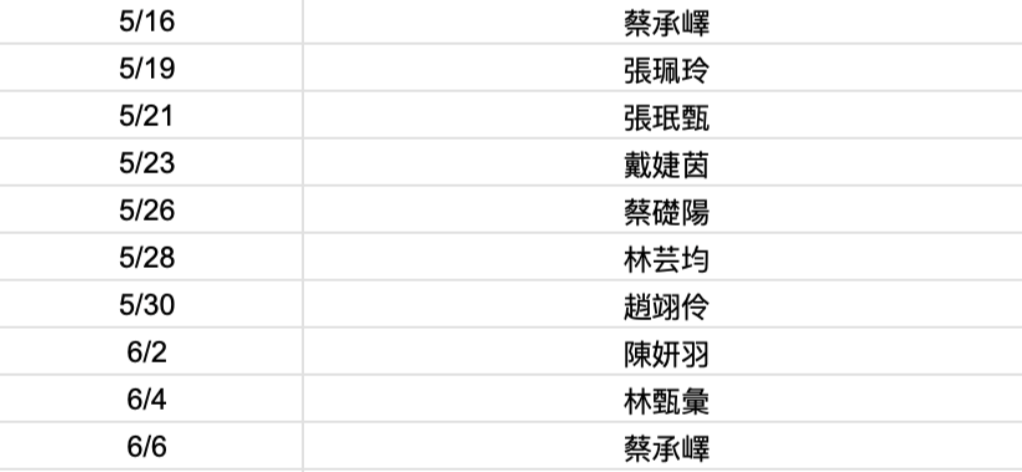 5/16 蔡承嶧
5/19 張珮玲
5/21 張珉甄
5/23 戴婕茵
5/26 蔡礎陽
5/28 林芸均
5/30 趙翊伶
6/2 陳妍羽
6/4 林甄彙
6/6 蔡承嶧